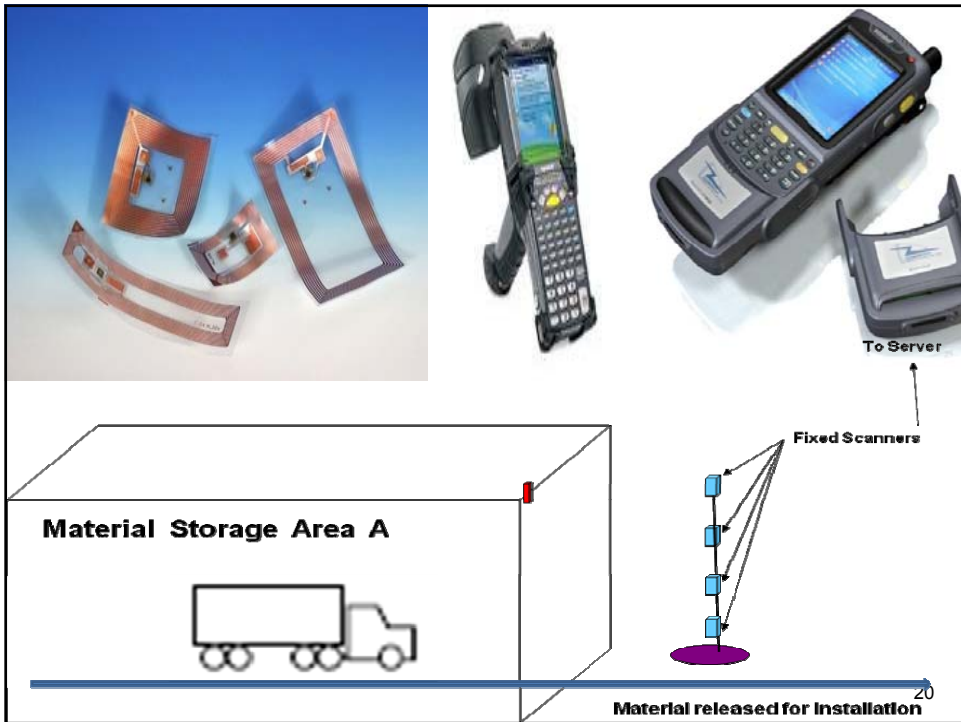 To Server
Fixed Scanners
Material Storage Area A
20
Material released for Installation